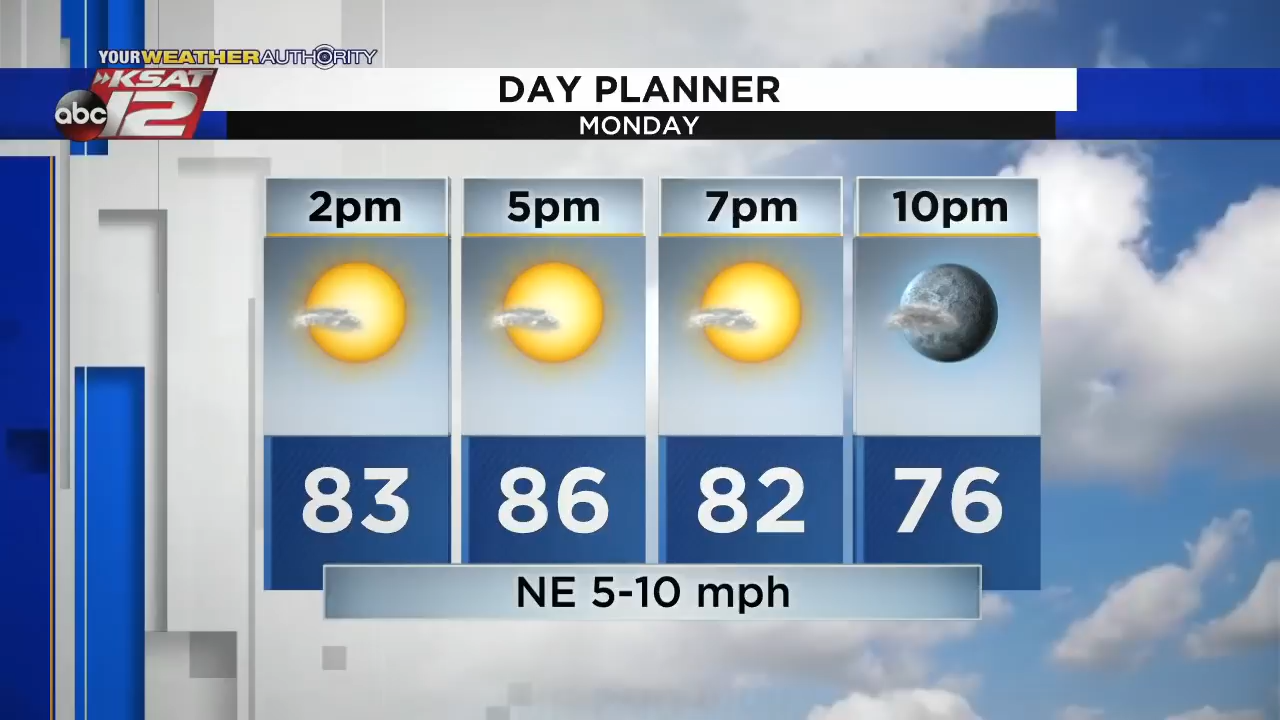 YOURWEATHERAUTHORITY
KSAT
abc 12
DAY PLANNER
MONDAY
2pm 5pm 7pm 10pm
83 86 82 76
NE 5-10 mph